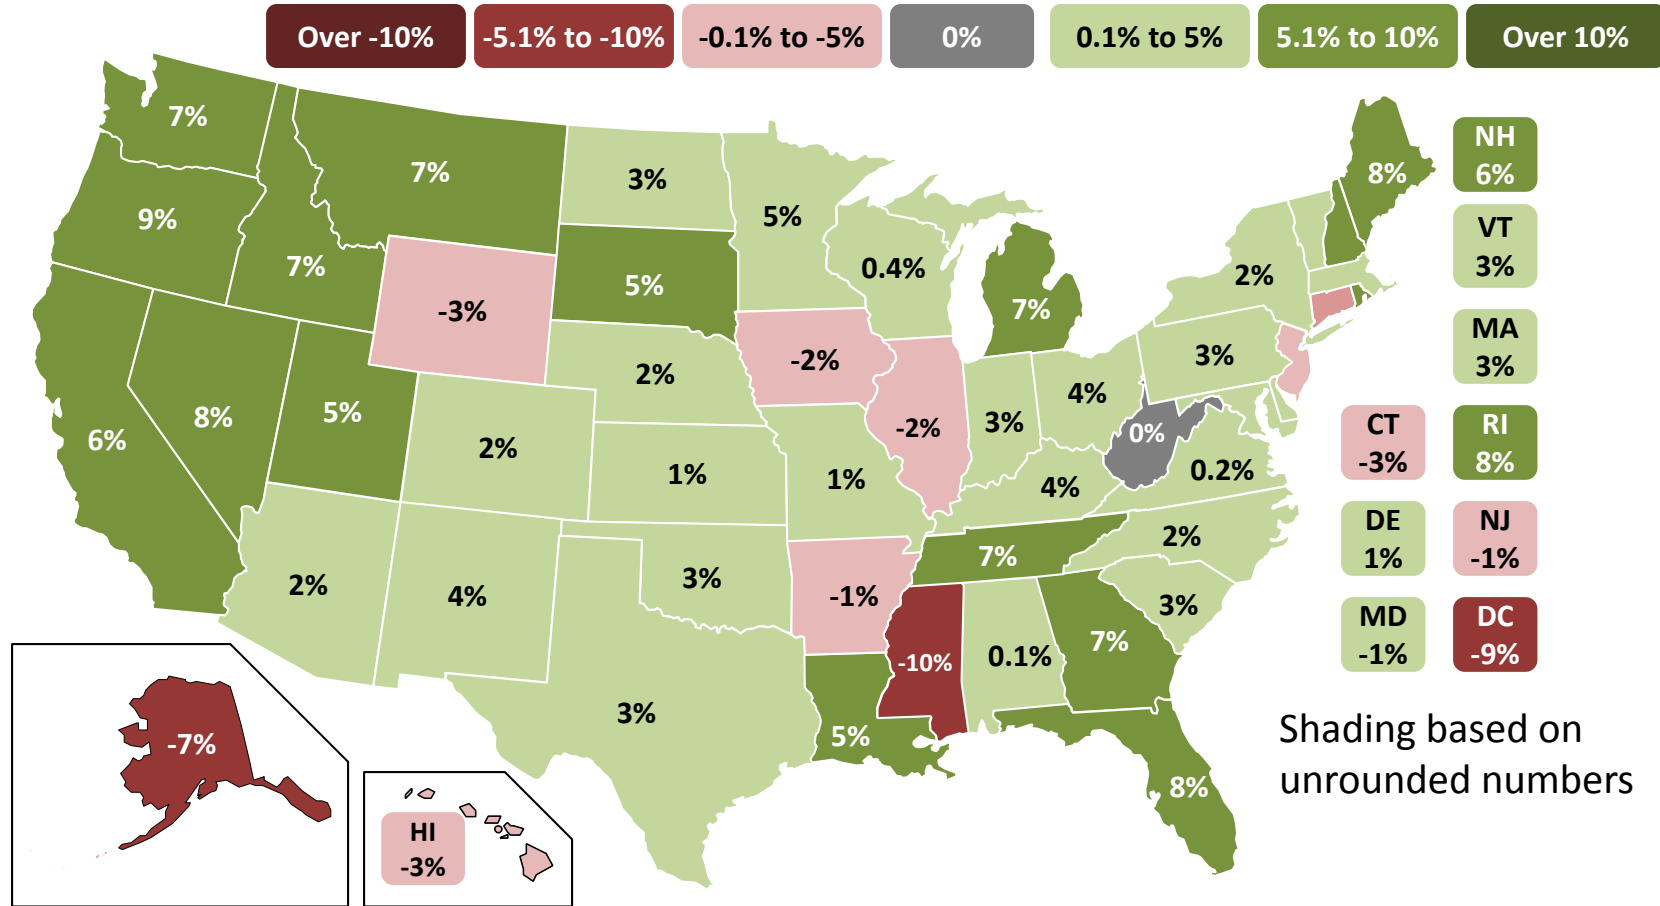 Over -10%
-5.1% to -10%
-0.1% to -5%
0%
0.1% to 5%
5.1% to 10%
Over 10%
7%
7%
3%
5%
8%
NH
6%
9%
7%
5%
0.4%
7%
2%
VT
3%
-3%
-2%
3%
MA
3%
6%
8%
5%
2%
2%
-2%
3%
4%
0%
CT
-3%
RI
8%
1%
1%
4%
0.2%
2%
4%
3%
-1%
7%
2%
3%
DE
1%
NJ
-1%
MD
-1%
DC
-9%
3%
5%
-10%
0.1%
7%
8%
Shading based on
unrounded numbers
-7%
HI
-3%